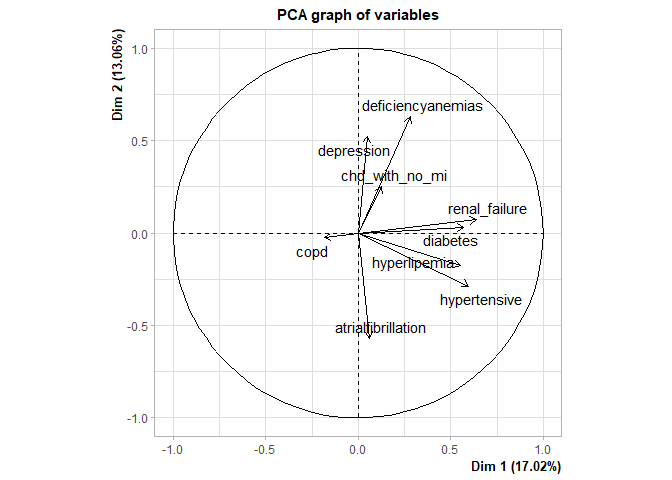 PCA graph of variables
Dim 2 (13.06%)
1.0
0.5
0.0
-0.5
-1.0
deficiencyanemias
depression
chd_with_no_mi
renal_failure
diabetes
copd
hyperlipemia
hypertensive
atrialfibrillation
-1.0
-0.5
0.0
0.5
1.0
Dim 1 (17.02%)